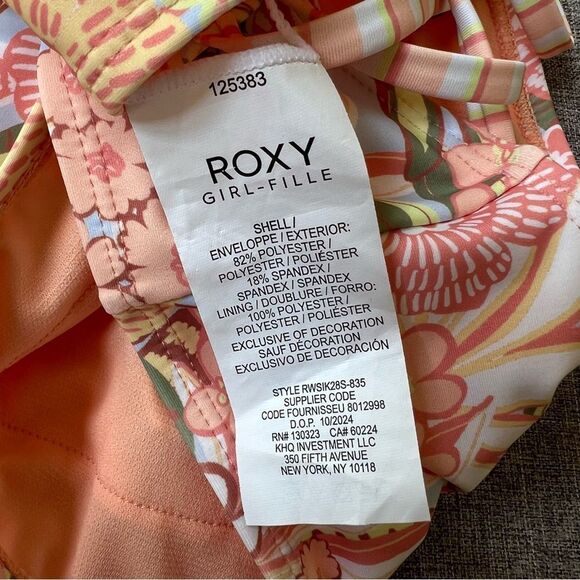 125383
ROXY
GIRL-FILLE
SHELL /
ENVELOPPE / EXTERIOR:
82% POLYESTER /
POLYESTER / POLIÉSTER
18% SPANDEX /
SPANDEX / SPANDEX
LINING / DOUBLURE / FORRO:
100% POLYESTER /
POLYESTER / POLIÉSTER
EXCLUSIVE OF DECORATION
SAUF DÉCORATION
EXCLUSIVO DE DECORACIÓN
STYLE RWSIK28S-835
SUPPLIER CODE
CODE FOURNISSEU 8012998
D.O.P. 10/2024
RN# 130323 CA# 60224
KHQ INVESTMENT LLC
350 FIFTH AVENUE
NEW YORK, NY 10118